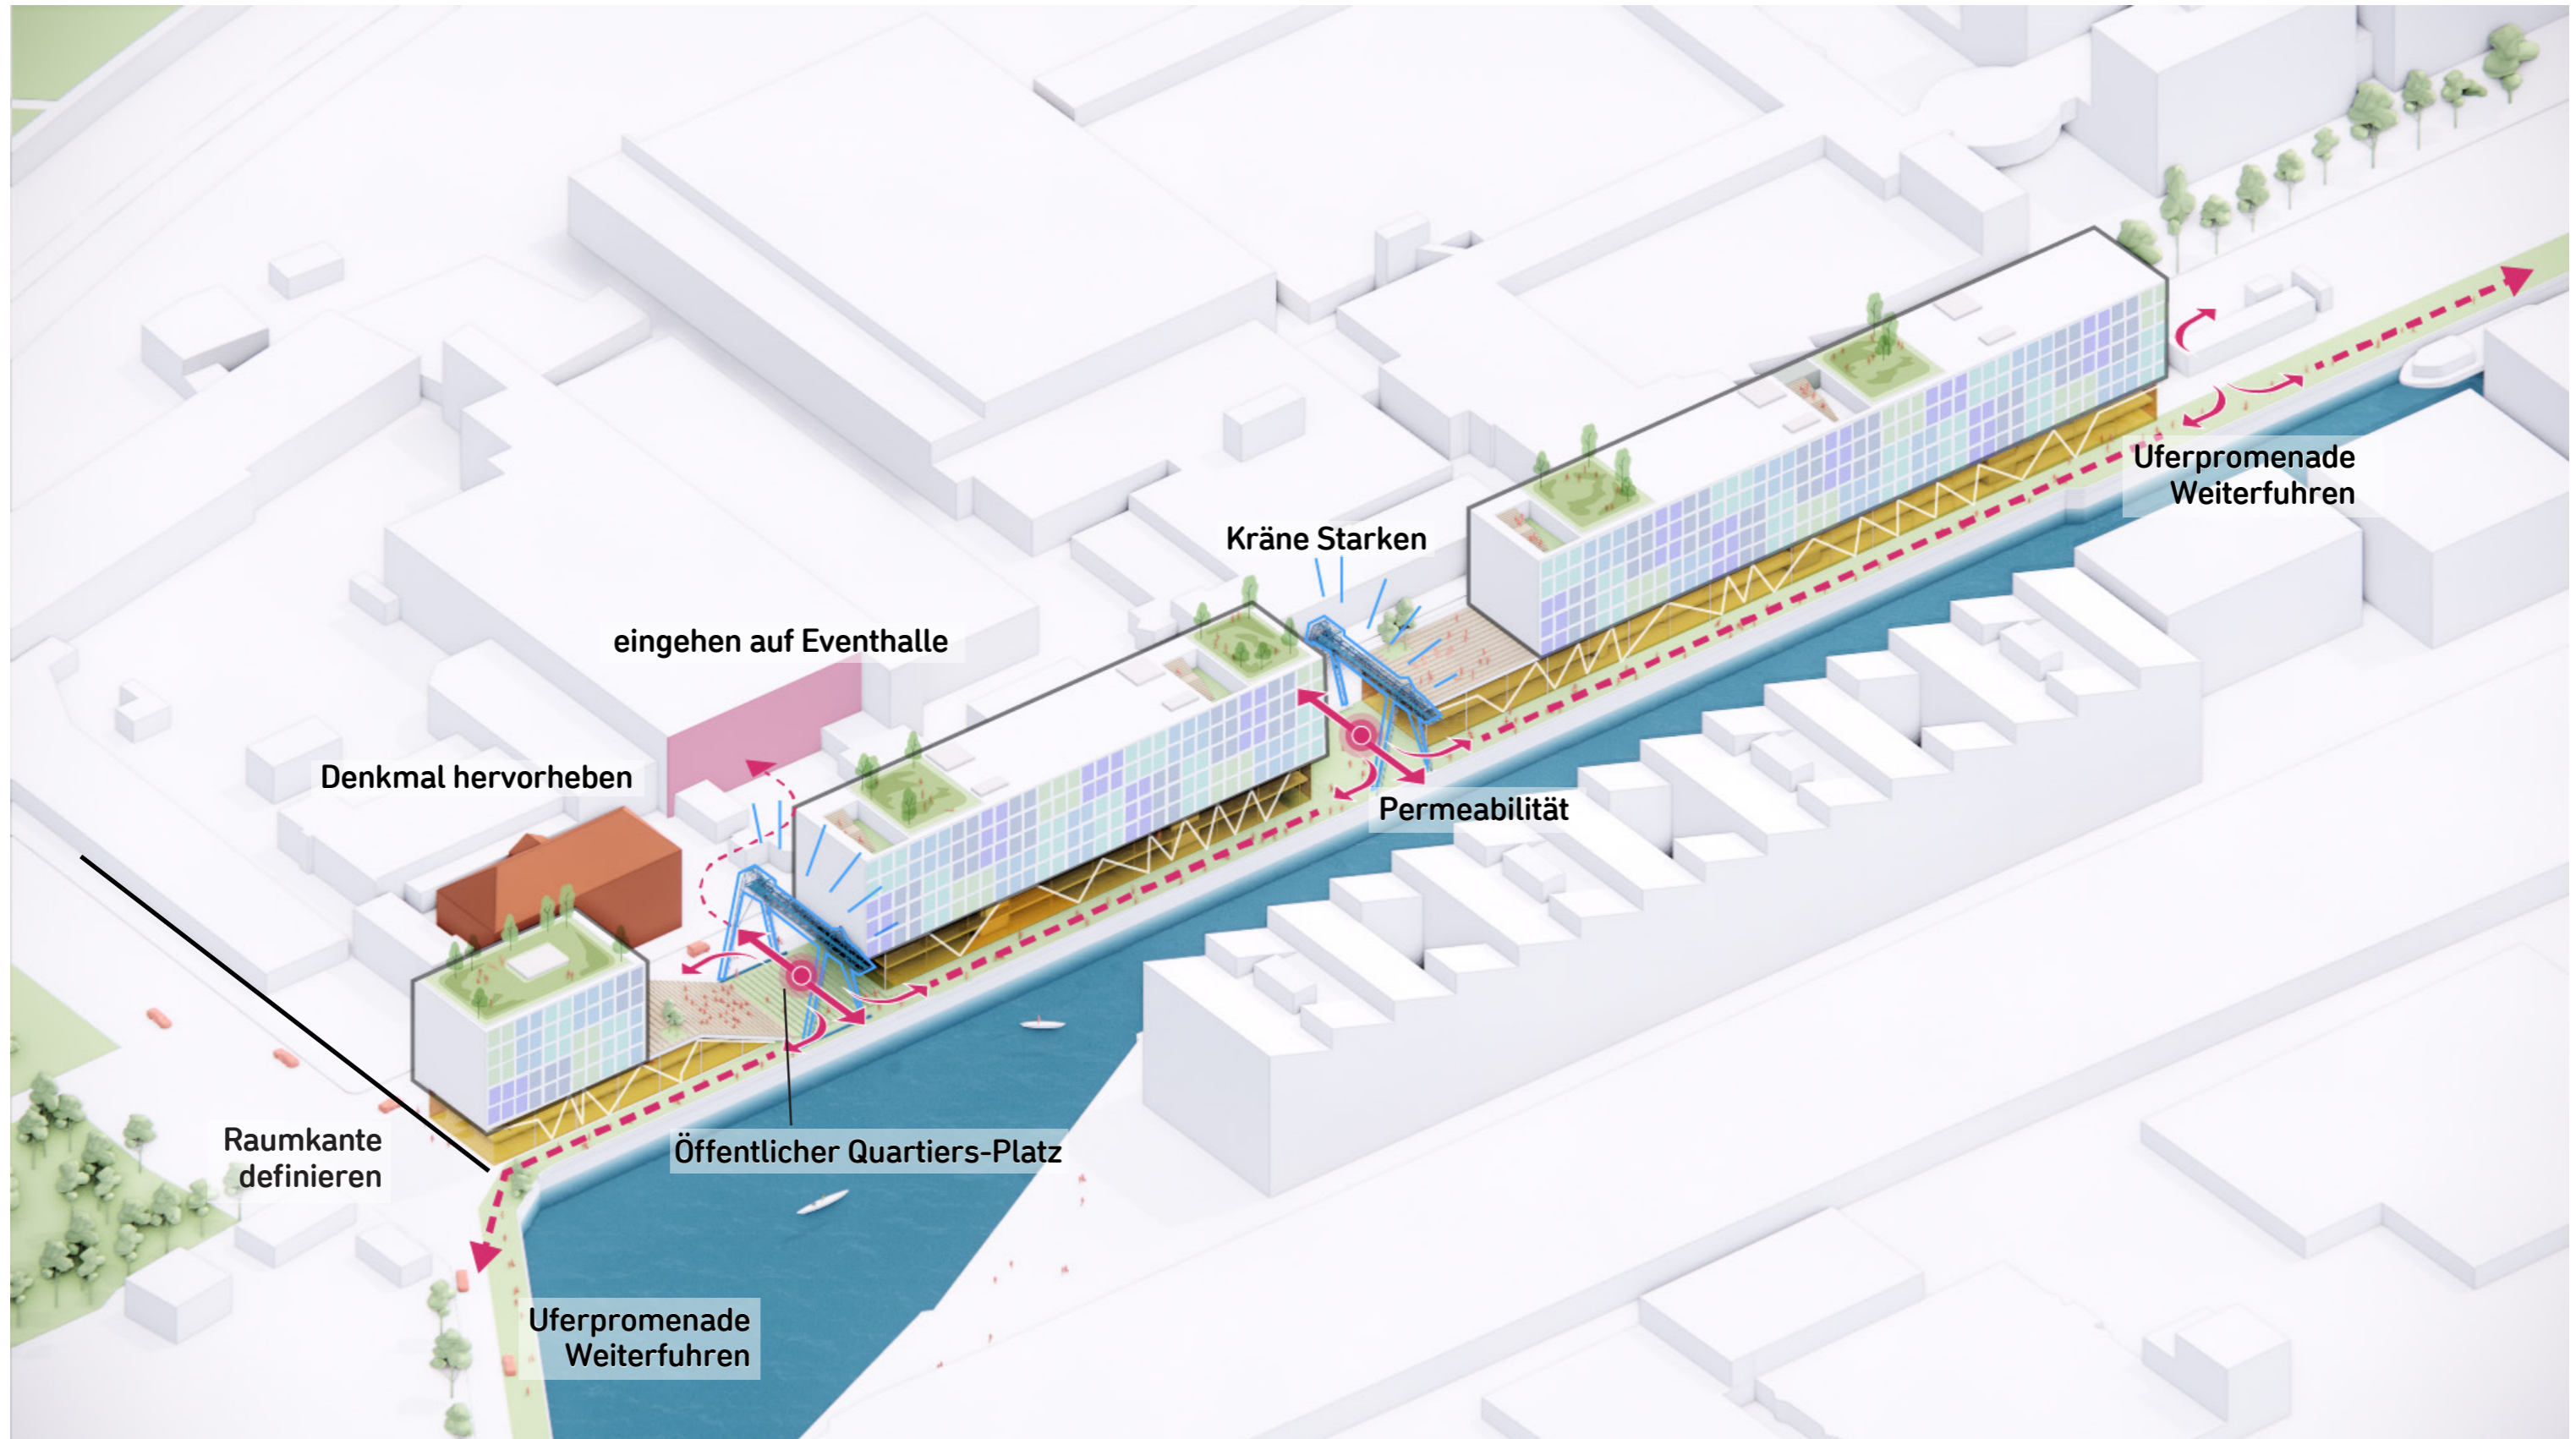 Uferpromenade
Weiterfuhren
Kräne Starken
eingehen auf Eventhalle
Denkmal hervorheben
Permeabilität
Raumkante
definieren
Öffentlicher Quartiers-Platz
Uferpromenade
Weiterfuhren